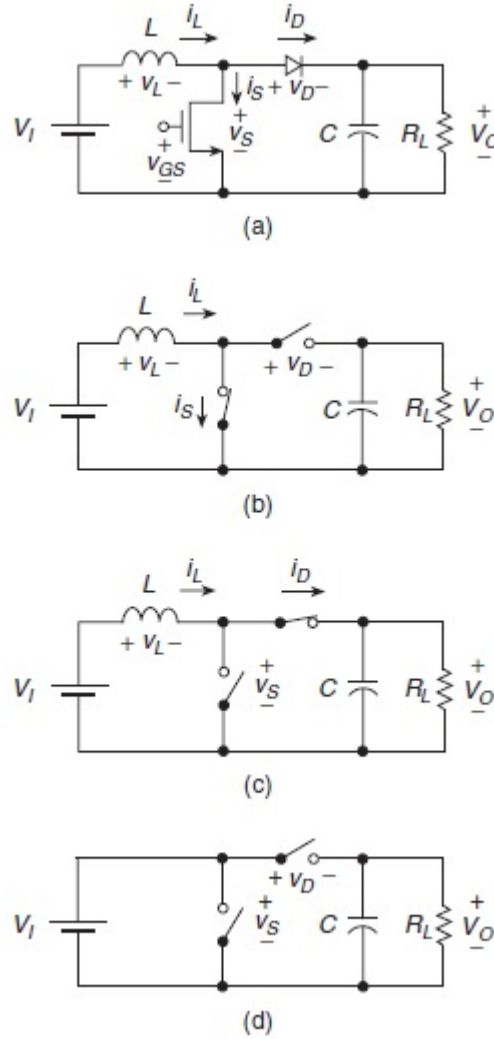 L i_L i_D
+ v_L − i_S + v_D −
V_I + v_S − C R_L + V_O −
+ v_GS −
(a)
L i_L
+ v_L − + v_D −
V_I i_S C R_L + V_O −
(b)
L i_L i_D
+ v_L −
V_I + v_S − C R_L + V_O −
(c)
+ v_D −
V_I + v_S − C R_L + V_O −
(d)